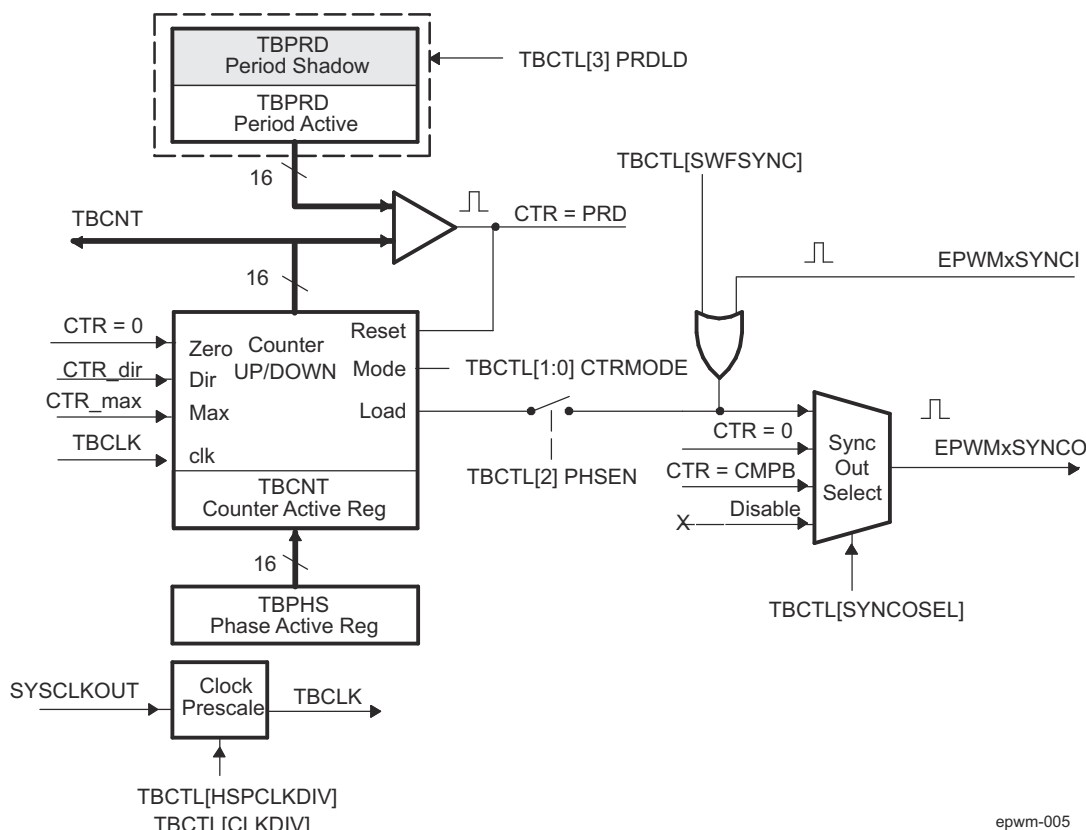 TBPRD
Period Shadow
TBPRD
Period Active
TBCTL[3] PRDLD
16
TBCTL[SWFSYNC]
TBCNT
CTR = PRD
EPWMxSYNCI
16
CTR = 0
CTR_dir
CTR_max
TBCLK
Zero
Dir
Max
clk
Counter
UP/DOWN
Reset
Mode
Load
TBCTL[1:0] CTRMODE
TBCTL[2] PHSEN
CTR = 0
CTR = CMPB
Disable
X
Sync
Out
Select
EPWMxSYNCO
TBCTL[SYNCOSEL]
TBCNT
Counter Active Reg
16
TBPHS
Phase Active Reg
SYSCLKOUT
Clock
Prescale
TBCLK
TBCTL[HSPCLKDIV]
TBCTL[CLKDIV]
epwm-005